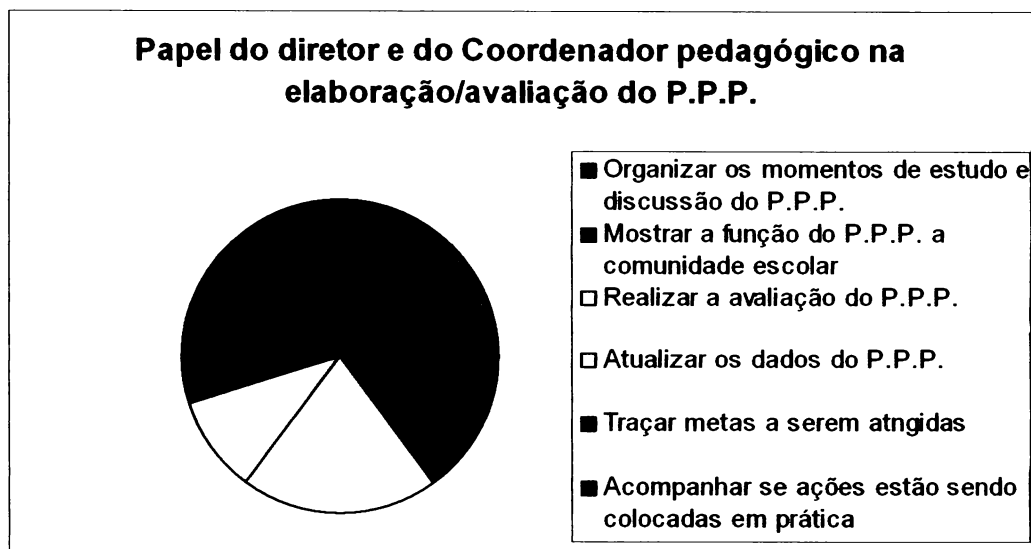 Papel do diretor e do Coordenador pedagógico na
elaboração/avaliação do P.P.P.
Organizar os momentos de estudo e
discussão do P.P.P.
Mostrar a função do P.P.P. a
comunidade escolar
Realizar a avaliação do P.P.P.
Atualizar os dados do P.P.P.
Traçar metas a serem atngidas
Acompanhar se ações estão sendo
colocadas em prática